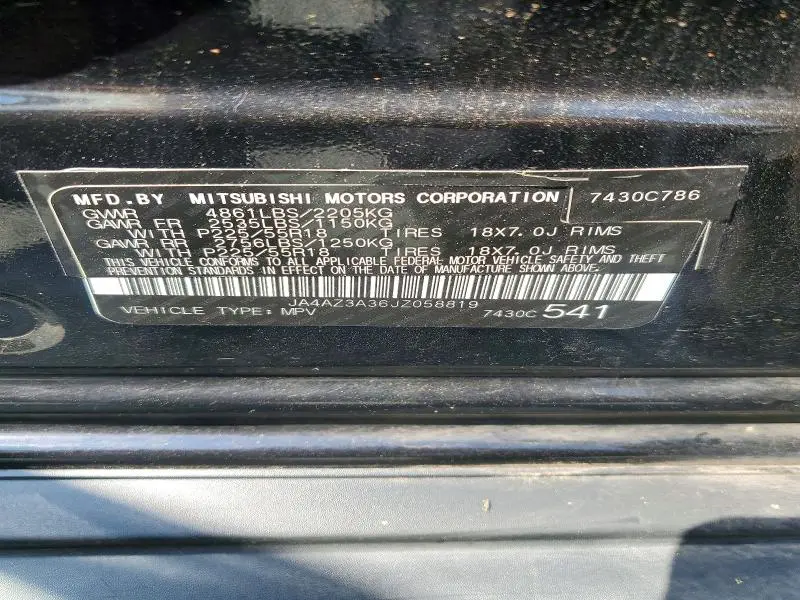 MFD.BY MITSUBISHI MOTORS CORPORATION 7430C786
GWWR 4861LBS/2205KG
GAWR FR 2535LBS/1150KG
WITH P225/55R18 TIRES 18X7.0J RIMS
GAWR RR 2756LBS/1250KG
WITH P225/55R18 TIRES 18X7.0J RIMS
THIS VEHICLE CONFORMS TO ALL APPLICABLE FEDERAL MOTOR VEHICLE SAFETY AND THEFT
PREVENTION STANDARDS IN EFFECT ON THE DATE OF MANUFACTURE SHOWN ABOVE.
JA4AZ3A36JZ058819
VEHICLE TYPE: MPV 7430C 541